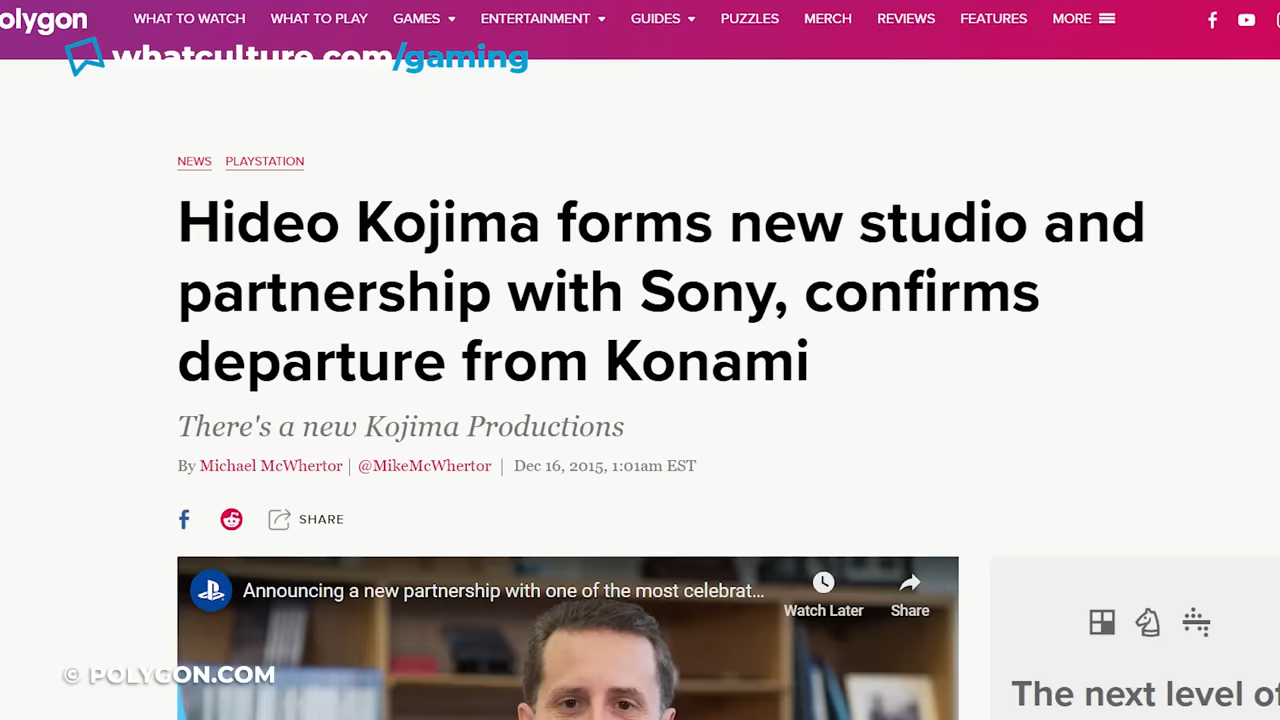 olygon
WHAT TO WATCH WHAT TO PLAY GAMES ENTERTAINMENT GUIDES PUZZLES MERCH REVIEWS FEATURES MORE
whatculture.com/gaming
NEWS PLAYSTATION
Hideo Kojima forms new studio and
partnership with Sony, confirms
departure from Konami
There's a new Kojima Productions
By Michael McWhertor | @MikeMcWhertor | Dec 16, 2015, 1:01am EST
SHARE
Announcing a new partnership with one of the most celebrat...
Watch Later
Share
© POLYGON.COM
The next level of